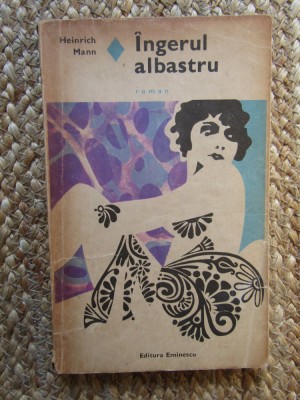 Heinrich
Mann
Îngerul
albastru
roman
Editura Eminescu